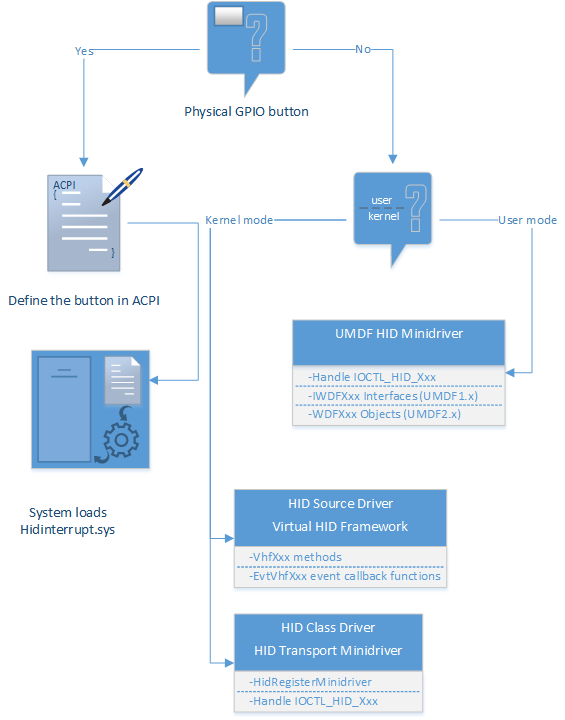 Yes
No
Physical GPIO button
ACPI
{
}
user
kernel
Kernel mode
User mode
Define the button in ACPI
UMDF HID Minidriver
-Handle IOCTL_HID_Xxx
-IWDFXxx Interfaces (UMDF1.x)
-WDFXxx Objects (UMDF2.x)
System loads
Hidinterrupt.sys
HID Source Driver
Virtual HID Framework
-VhfXxx methods
-EvtVhfXxx event callback functions
HID Class Driver
HID Transport Minidriver
-HidRegisterMinidriver
-Handle IOCTL_HID_Xxx